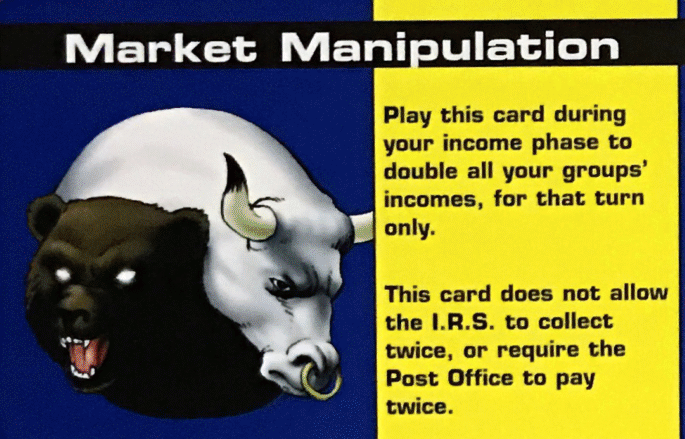 Market Manipulation
Play this card during
your income phase to
double all your groups'
incomes, for that turn
only.
This card does not allow
the I.R.S. to collect
twice, or require the
Post Office to pay
twice.